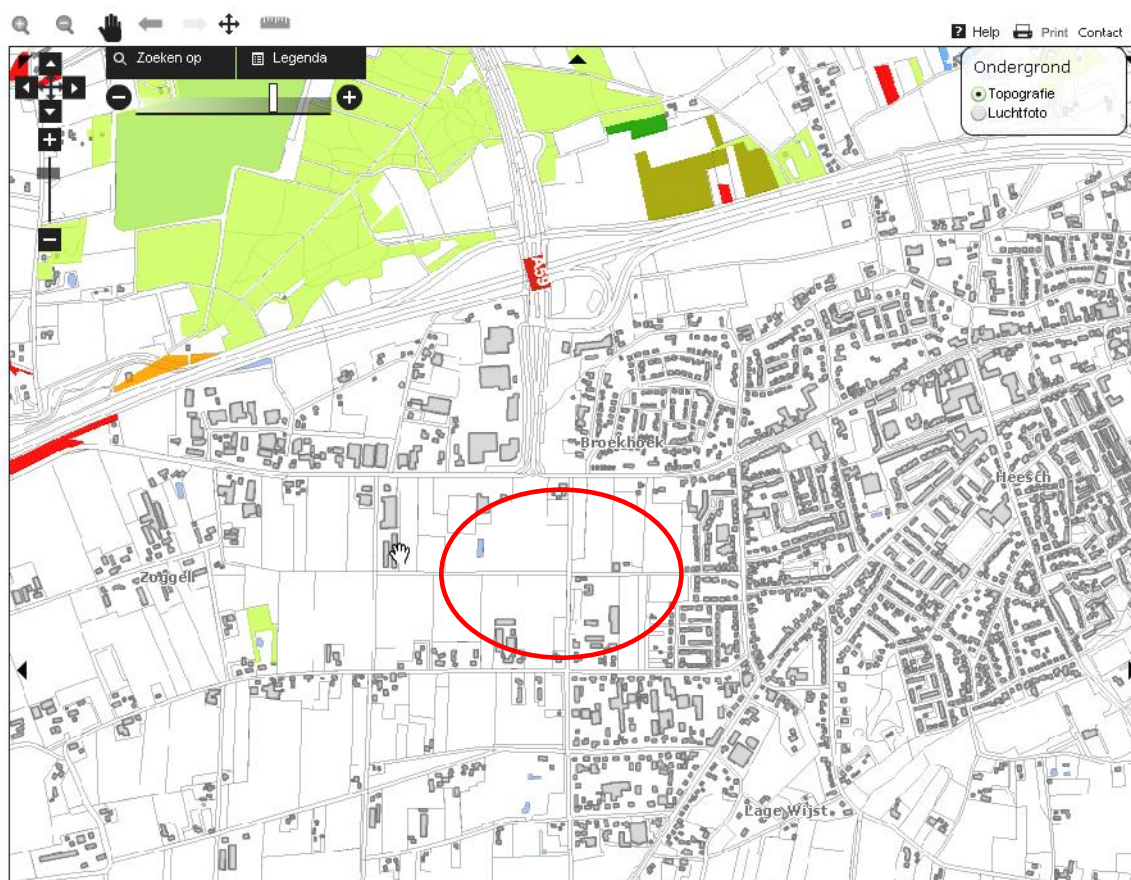 Help Print Contact
Zoeken op Legenda
Ondergrond
Topografie
Luchtfoto
A59
Broekhoek
Heesch
Zoggel
Lage Wijst